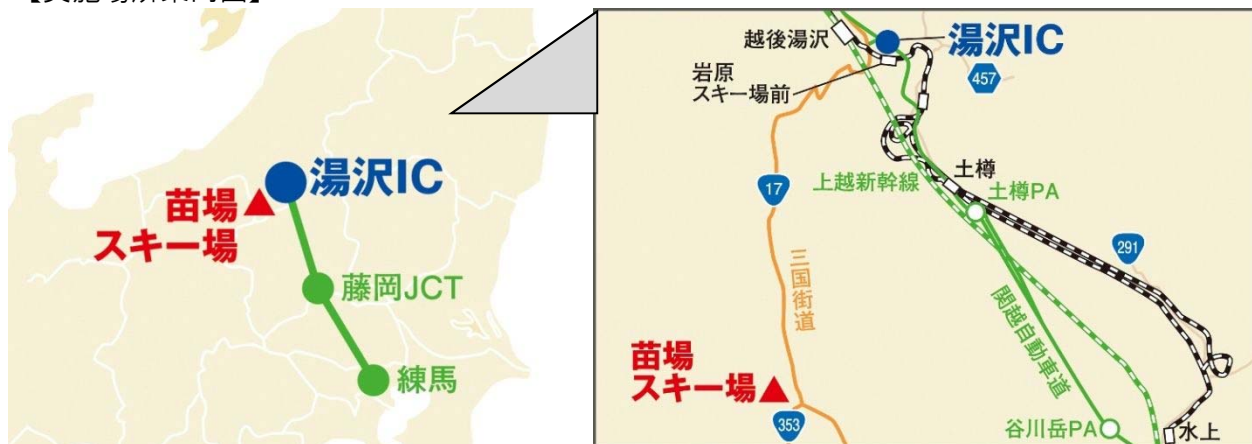 【実施場所案内図】
湯沢IC
苗場
スキー場
藤岡JCT
練馬
越後湯沢
湯沢IC
岩原
スキー場前
457
17
上越新幹線
土樽
土樽PA
291
三国街道
関越自動車道
苗場
スキー場
353
谷川岳PA
水上